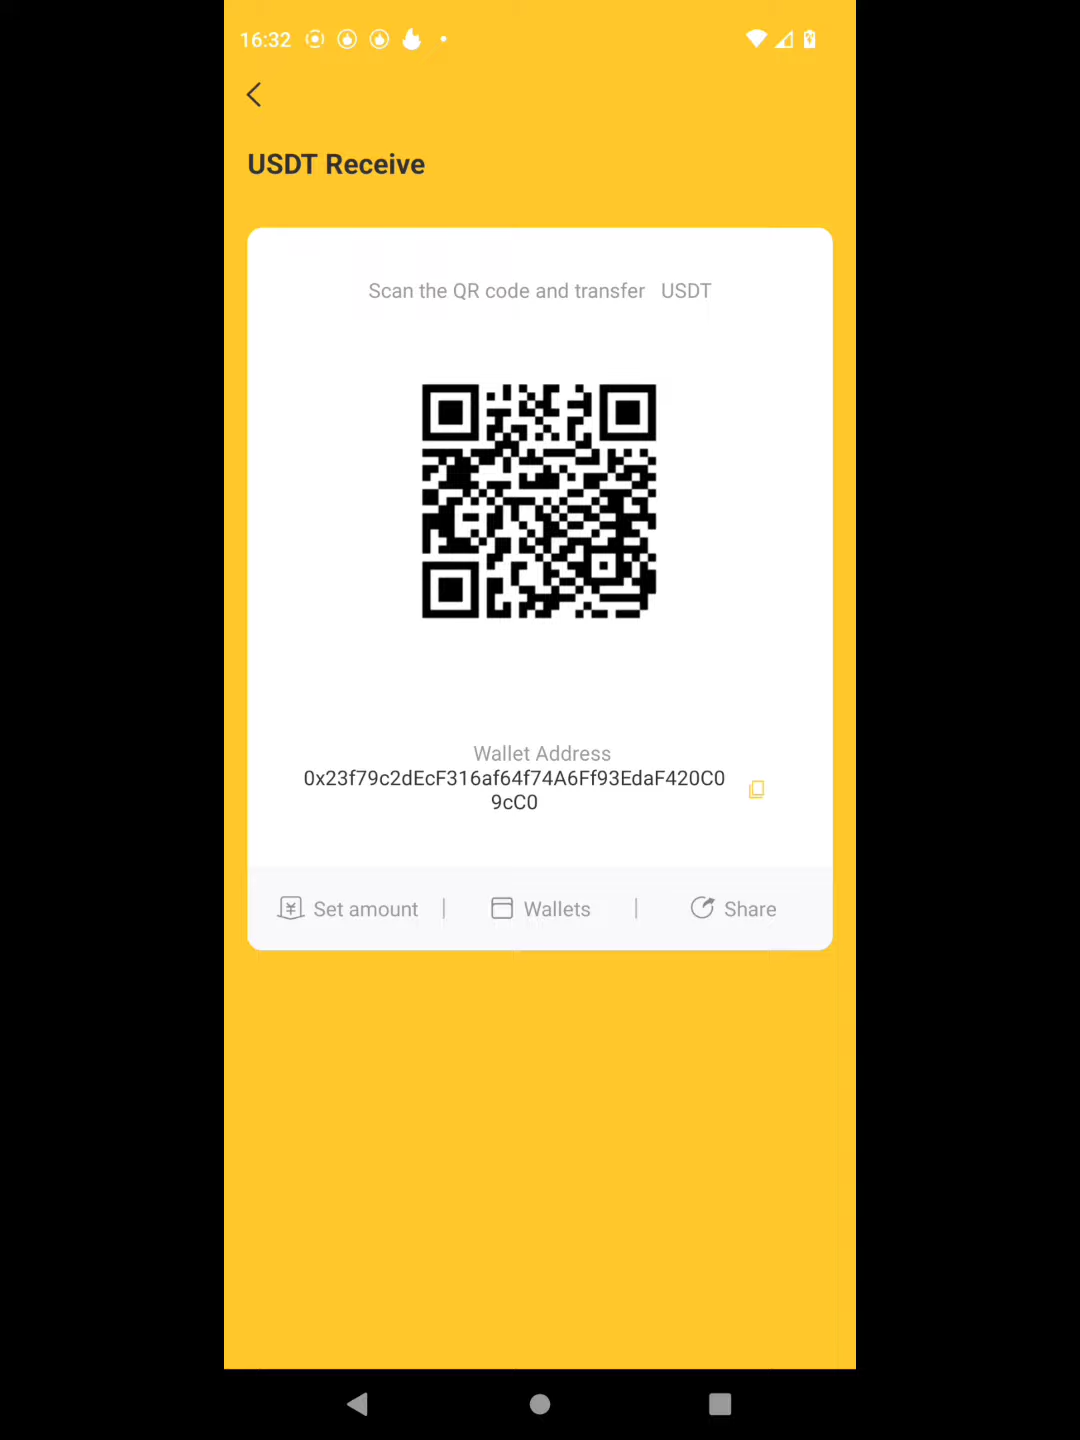 16:32
USDT Receive
Scan the QR code and transfer USDT
Wallet Address
0x23f79c2dEcF316af64f74A6Ff93EdaF420C0
9cC0
Set amount | Wallets | Share